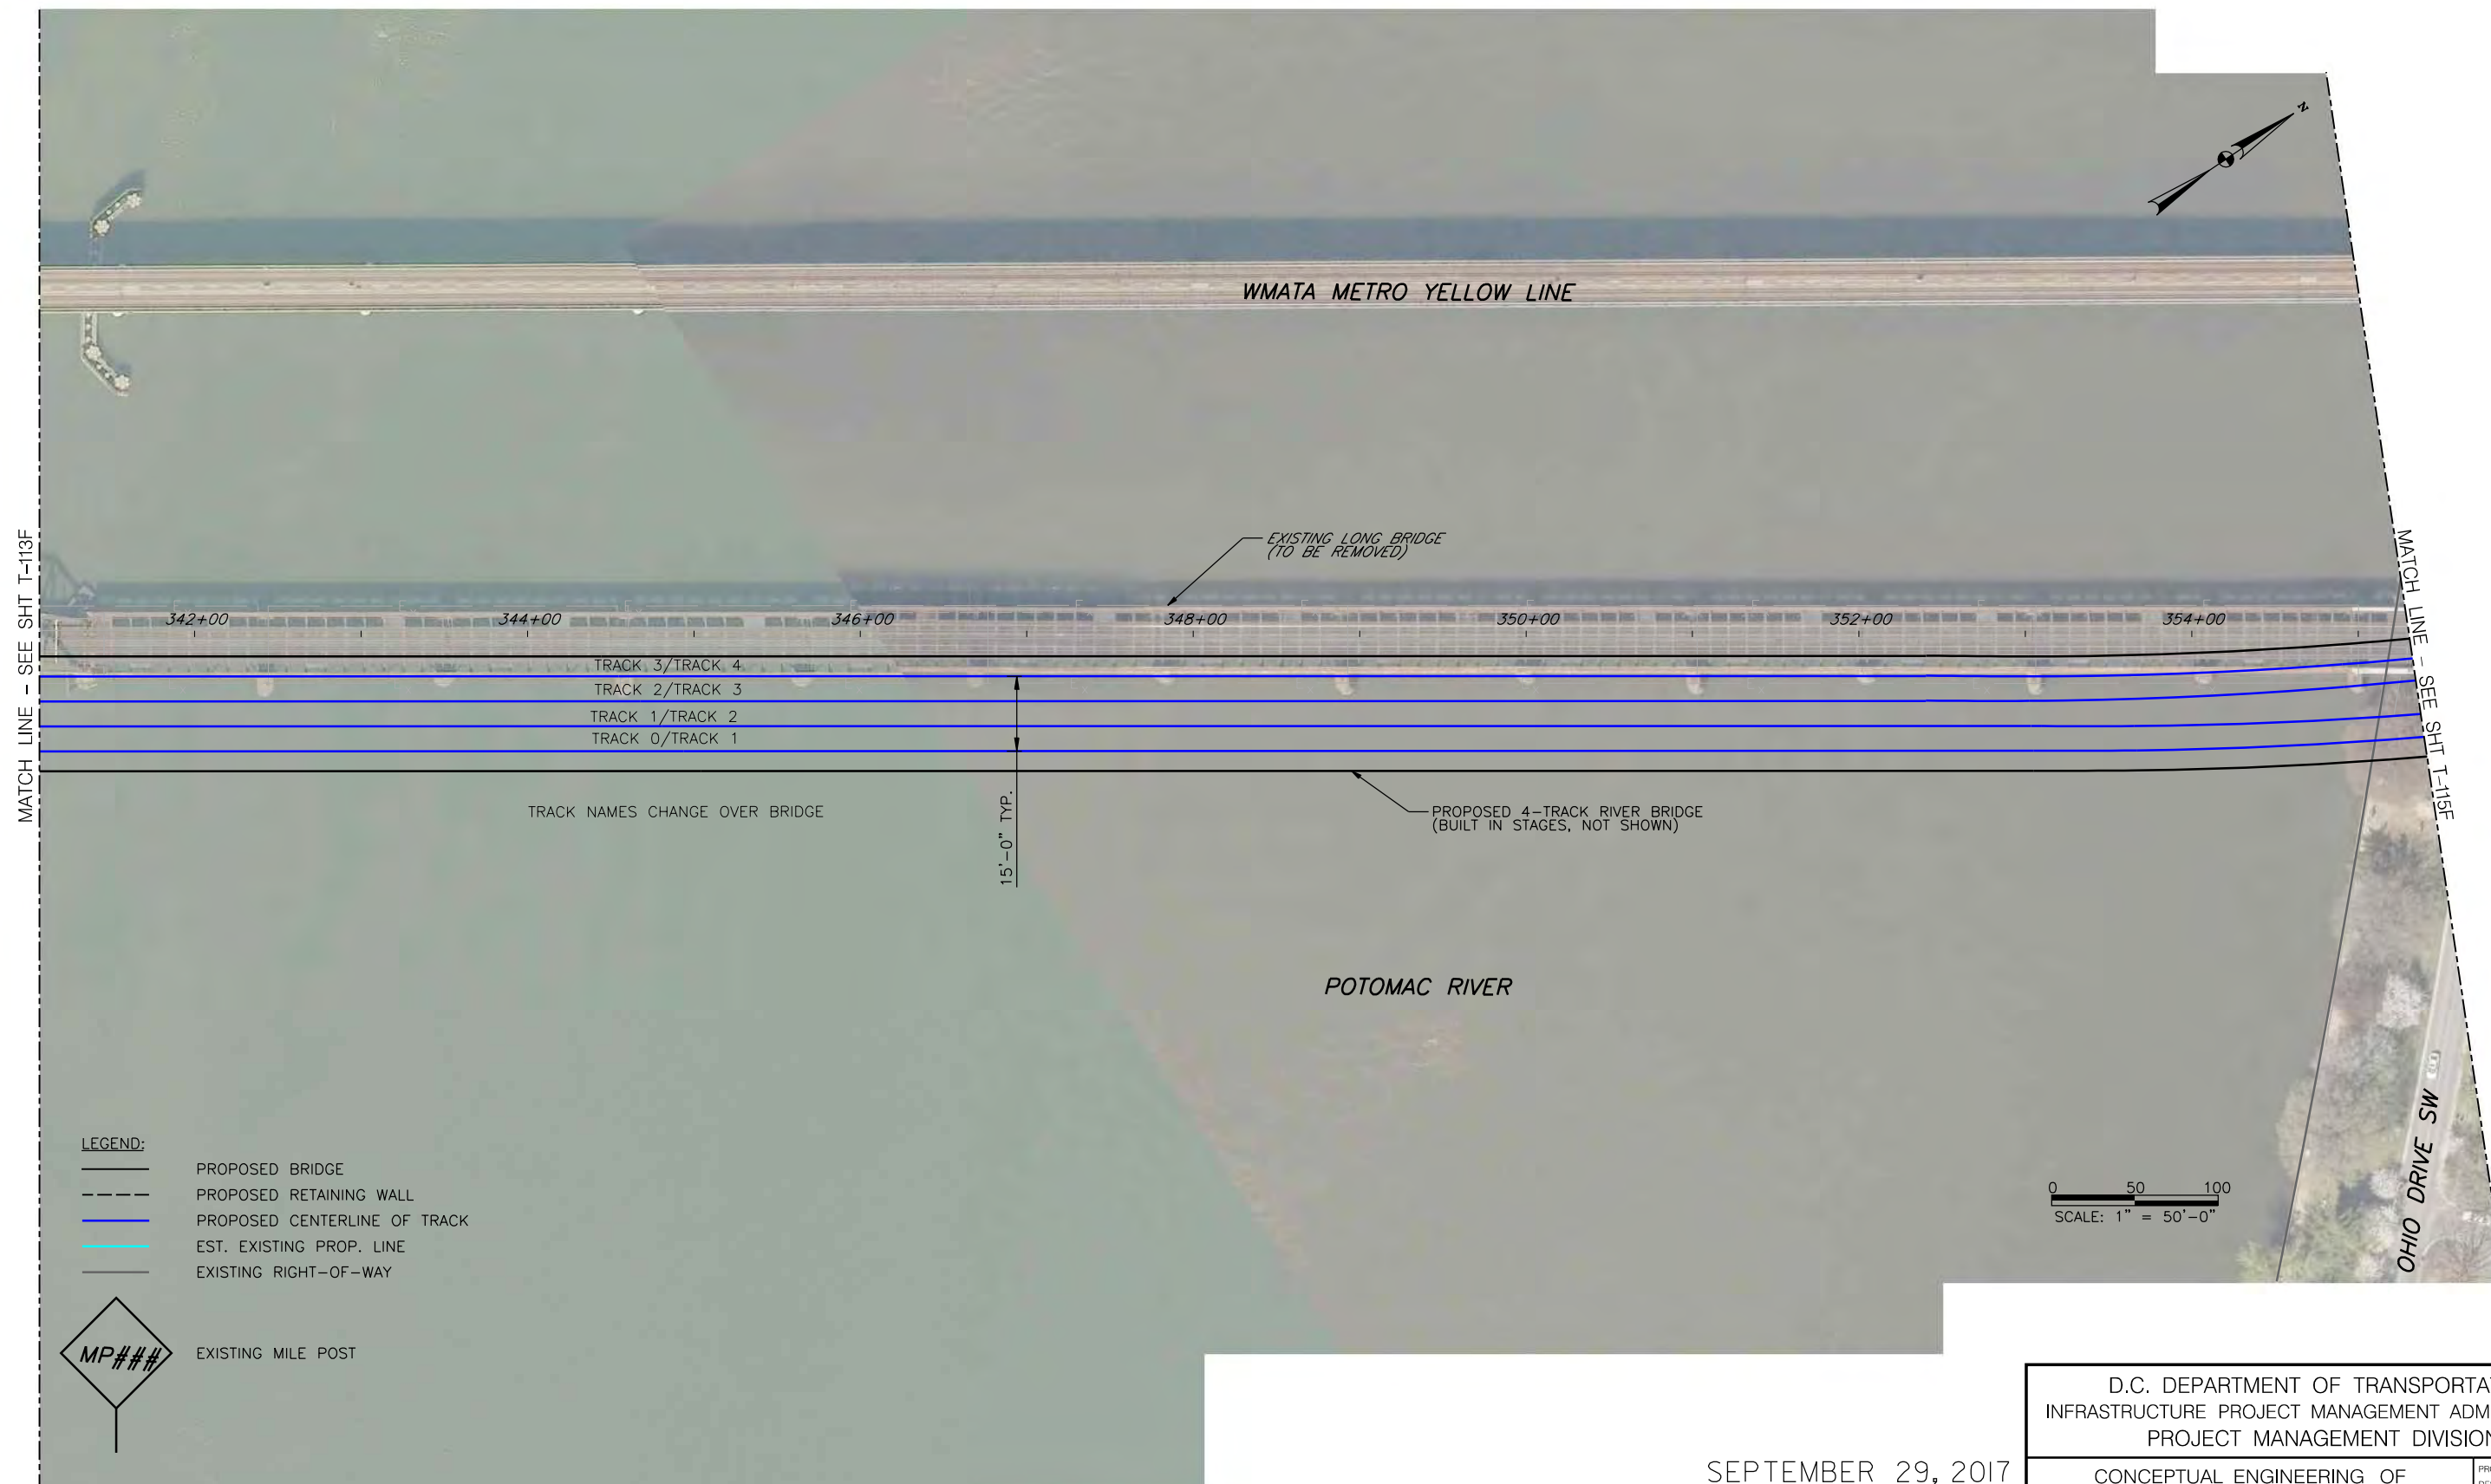 N
WMATA METRO YELLOW LINE
EXISTING LONG BRIDGE
(TO BE REMOVED)
MATCH LINE - SEE SHT T-113F
MATCH LINE - SEE SHT T-115F
342+00
344+00
346+00
348+00
350+00
352+00
354+00
TRACK 3/TRACK 4
TRACK 2/TRACK 3
TRACK 1/TRACK 2
TRACK 0/TRACK 1
TRACK NAMES CHANGE OVER BRIDGE
15'-0" TYP.
PROPOSED 4-TRACK RIVER BRIDGE
(BUILT IN STAGES, NOT SHOWN)
POTOMAC RIVER
OHIO DRIVE SW
LEGEND:
PROPOSED BRIDGE
PROPOSED RETAINING WALL
PROPOSED CENTERLINE OF TRACK
EST. EXISTING PROP. LINE
EXISTING RIGHT-OF-WAY
MP###
EXISTING MILE POST
0 50 100
SCALE: 1" = 50'-0"
SEPTEMBER 29, 2017
D.C. DEPARTMENT OF TRANSPORTA
INFRASTRUCTURE PROJECT MANAGEMENT ADM
PROJECT MANAGEMENT DIVISION
CONCEPTUAL ENGINEERING OF